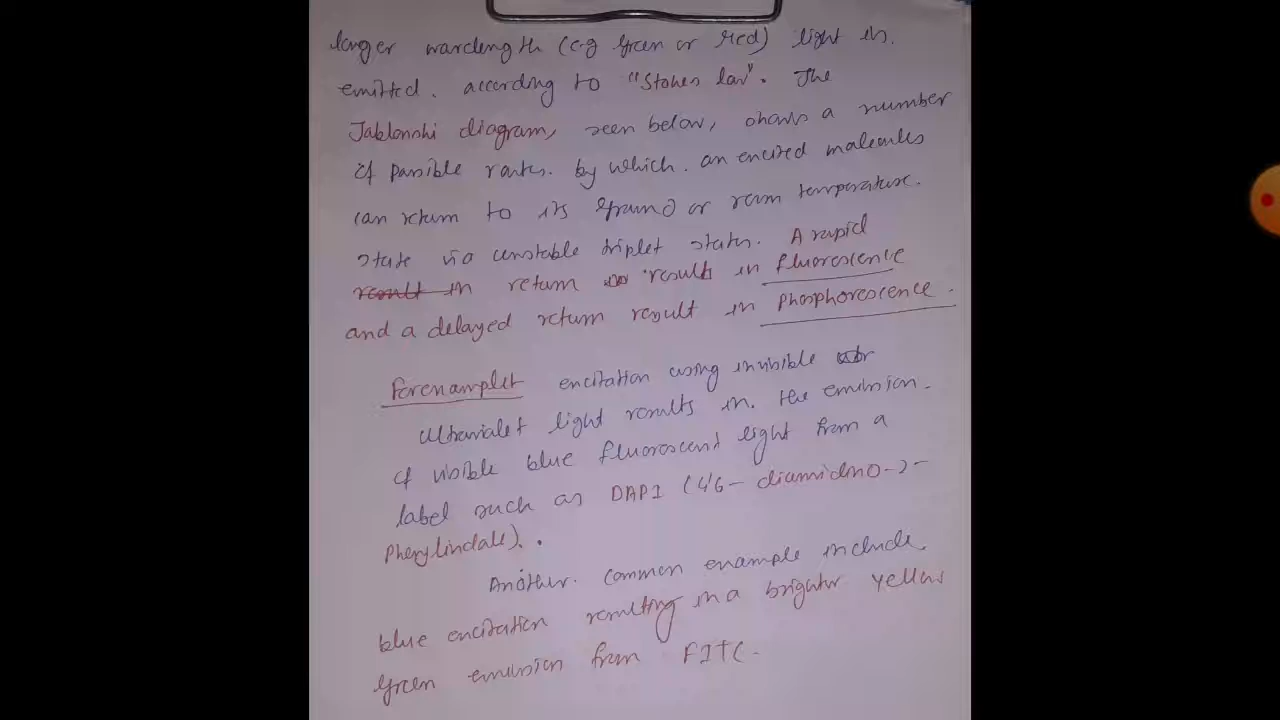 longer wavelength (e.g green or red) light is.
emitted. according to "Stokes law". The
Jablonski diagram, seen below, shows a number
of possible routes. by which. an excited molecules
can return to its ground or room temperature.
state via unstable triplet states. A rapid
result in return results in fluorescence
and a delayed return result in Phosphorescence.
For example excitation using invisible
ultraviolet light results in. the emission.
of visible blue fluorescent light from a
label such as DAPI (4'6- diamidino-2-
Phenylindale).
Another. Common example include.
blue excitation resulting in a brighter yellow
green emission from FITC.